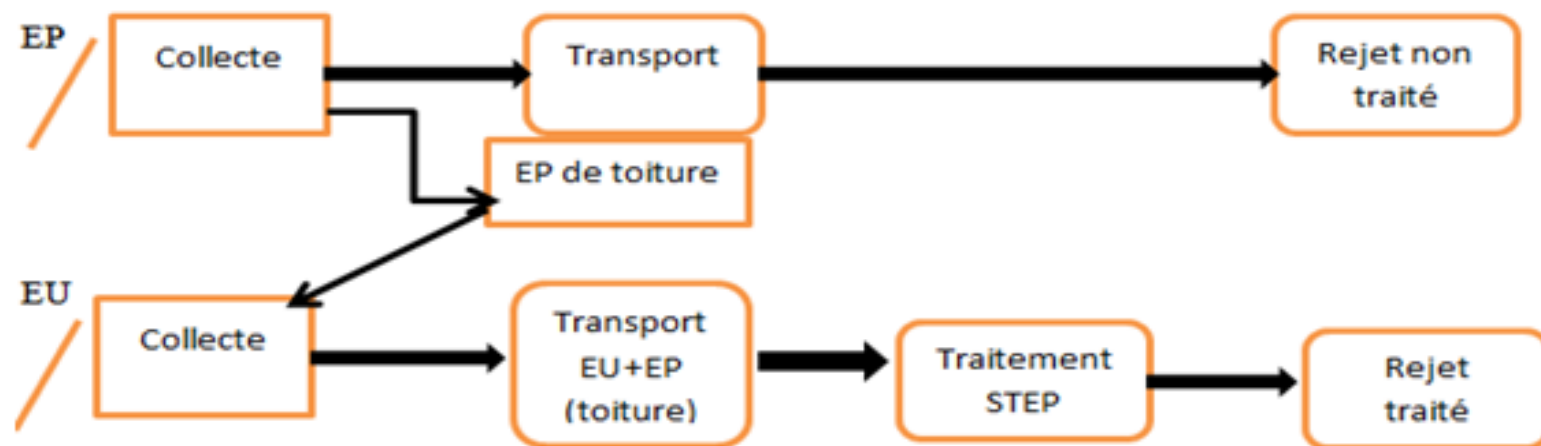 EP
Collecte
Transport
Rejet non
traité
EP de toiture
EU
Collecte
Transport
EU+EP
(toiture)
Traitement
STEP
Rejet
traité